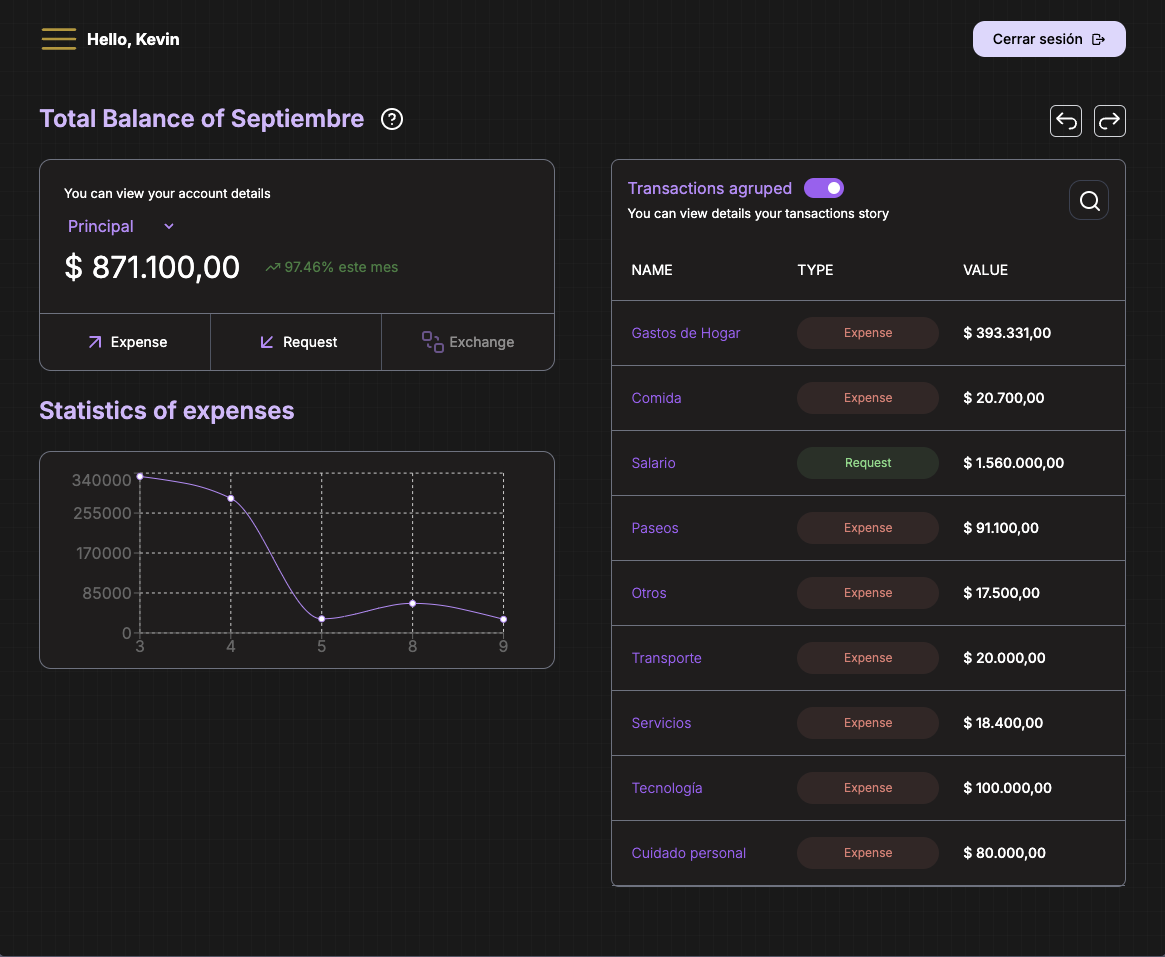 Hello, Kevin
Cerrar sesión
Total Balance of Septiembre
You can view your account details
Principal
$ 871.100,00
97.46% este mes
Expense
Request
Exchange
Statistics of expenses
340000
255000
170000
85000
0
3 4 5 8 9
Transactions agruped
You can view details your tansactions story
NAME TYPE VALUE
Gastos de Hogar Expense $ 393.331,00
Comida Expense $ 20.700,00
Salario Request $ 1.560.000,00
Paseos Expense $ 91.100,00
Otros Expense $ 17.500,00
Transporte Expense $ 20.000,00
Servicios Expense $ 18.400,00
Tecnología Expense $ 100.000,00
Cuidado personal Expense $ 80.000,00